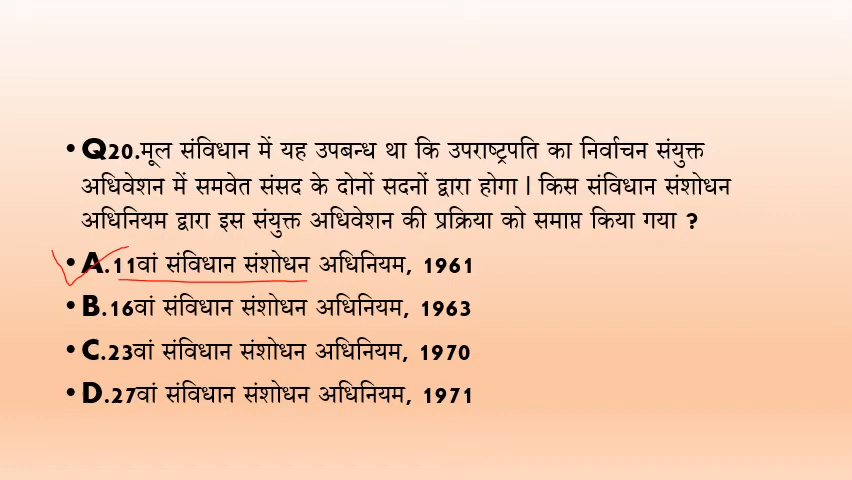 • Q20.मूल संविधान में यह उपबन्ध था कि उपराष्ट्रपति का निर्वाचन संयुक्त
अधिवेशन में समवेत संसद के दोनों सदनों द्वारा होगा | किस संविधान संशोधन
अधिनियम द्वारा इस संयुक्त अधिवेशन की प्रक्रिया को समाप्त किया गया ?
• A.11वां संविधान संशोधन अधिनियम, 1961
• B.16वां संविधान संशोधन अधिनियम, 1963
• C.23वां संविधान संशोधन अधिनियम, 1970
• D.27वां संविधान संशोधन अधिनियम, 1971